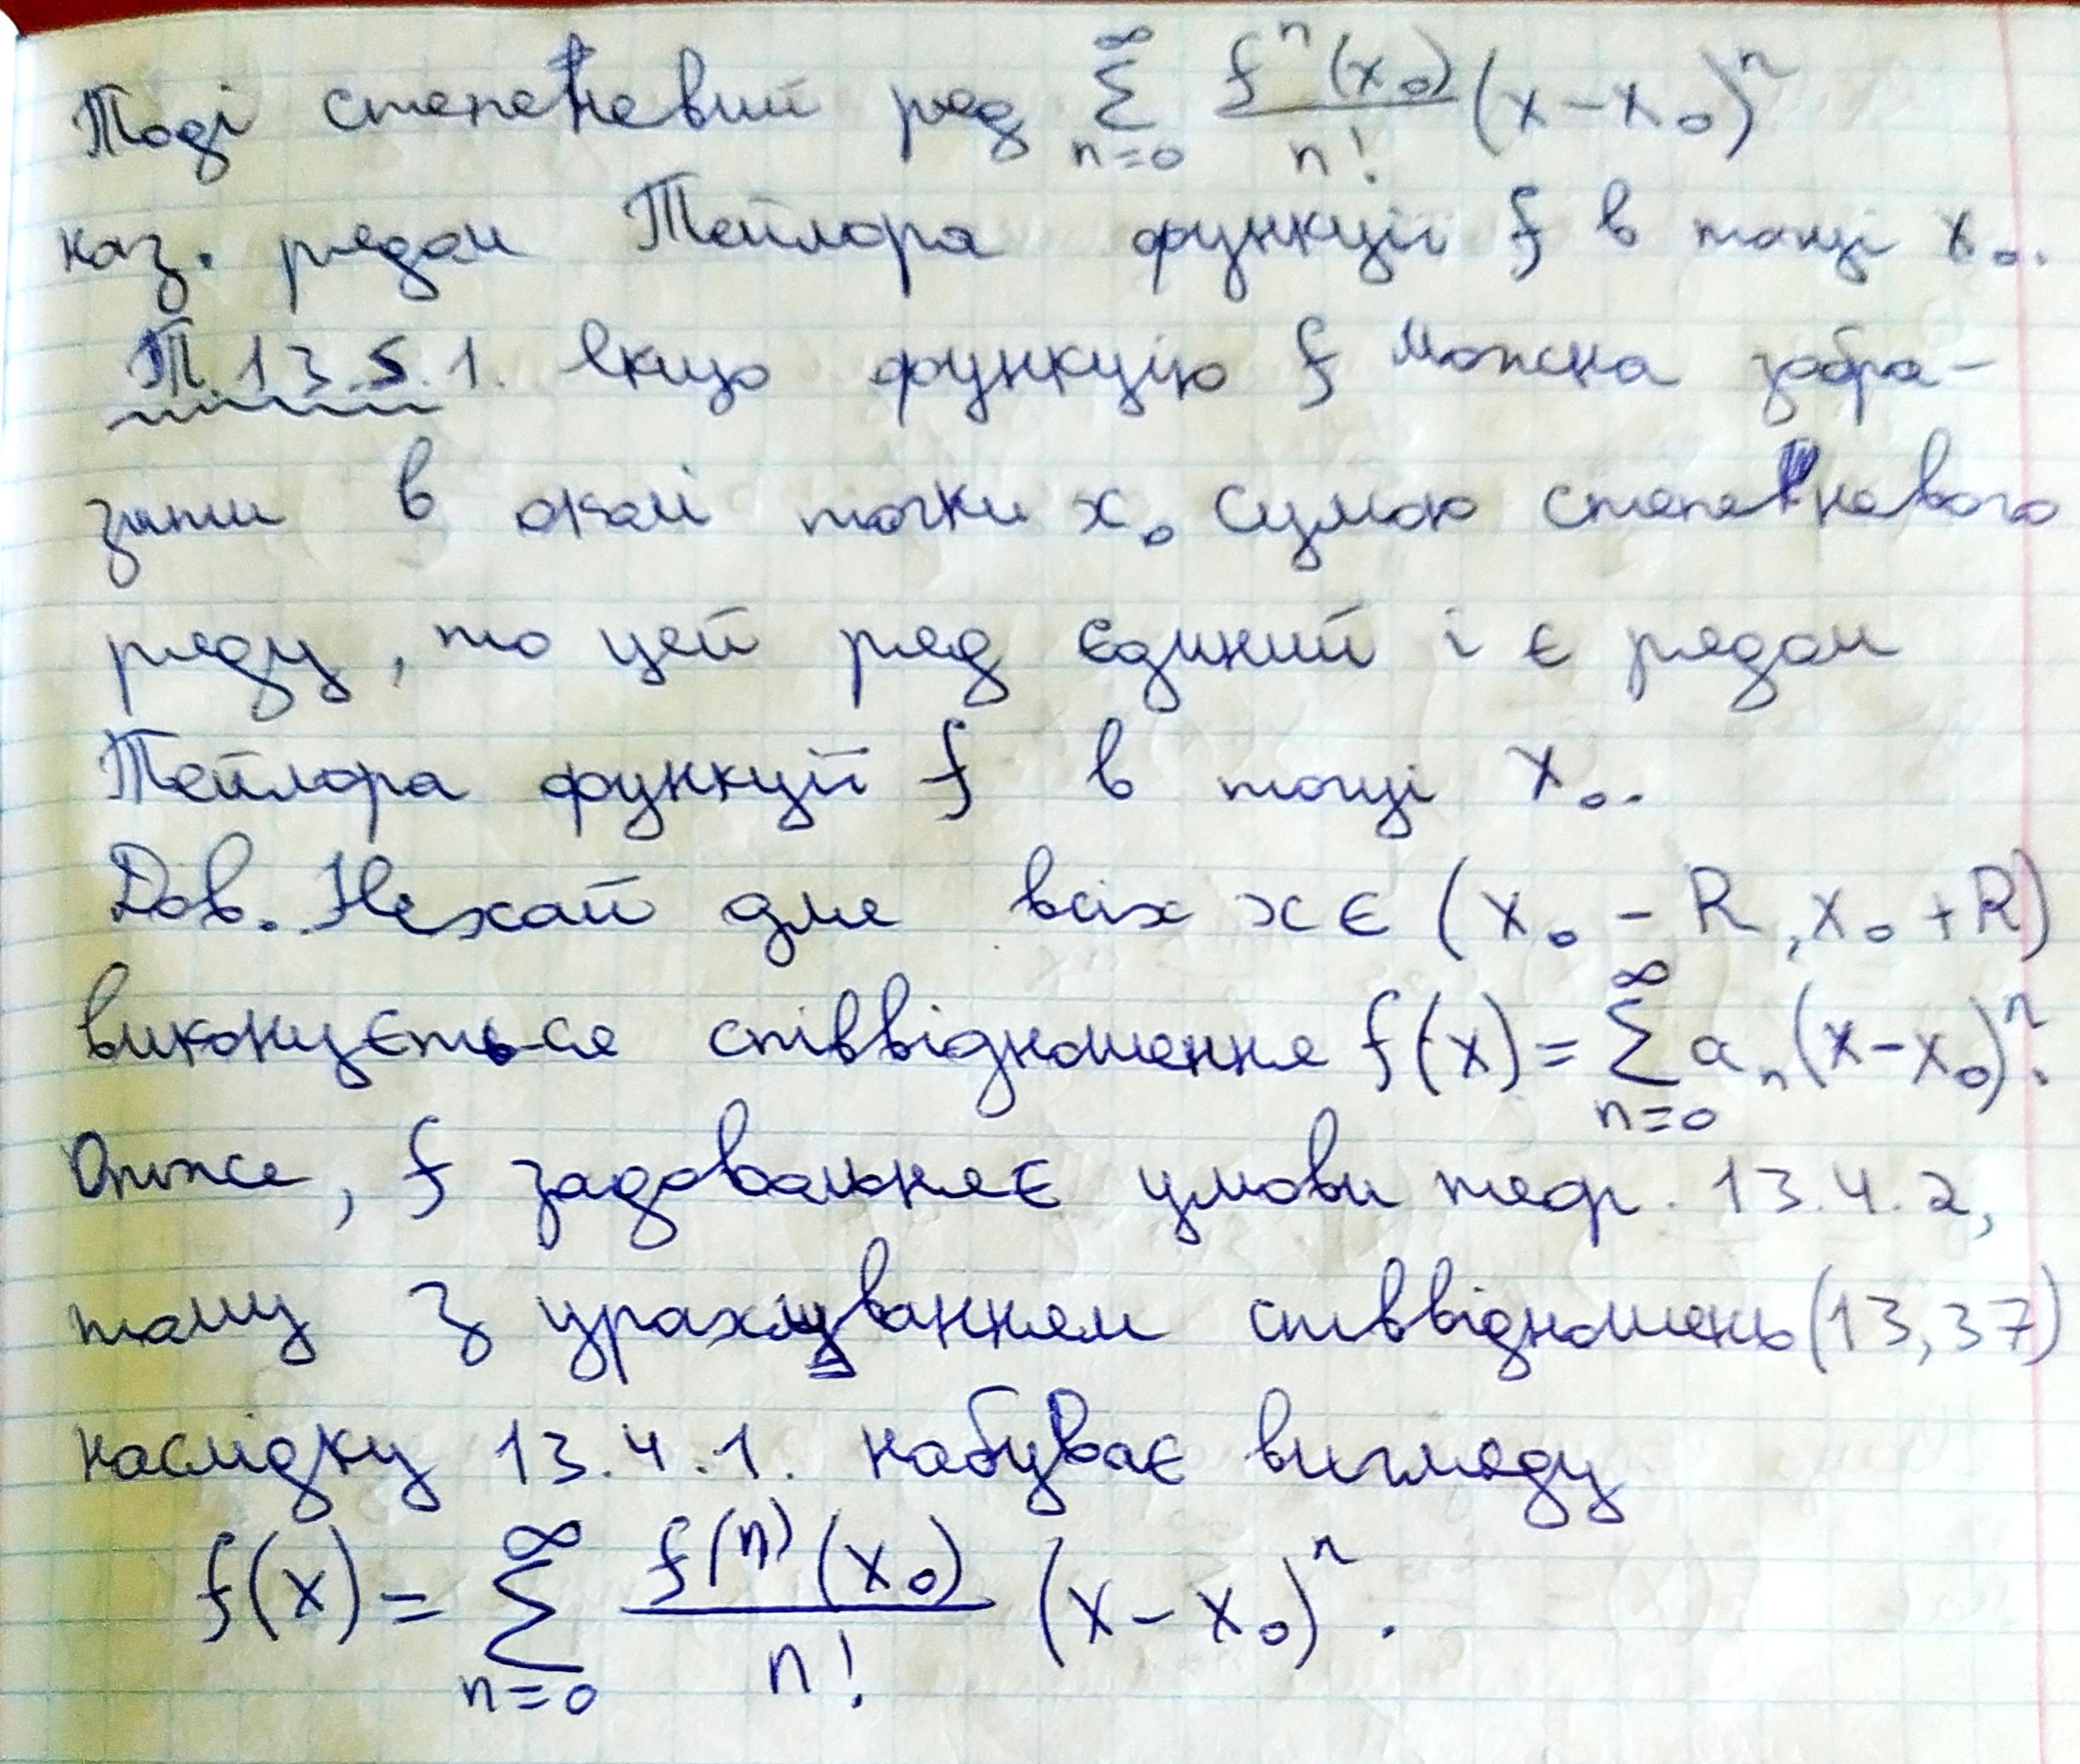 Тоді степеневий ряд \sum_{n=0}^{\infty} \frac{f^{n}(x_0)}{n!} (x-x_0)^n
наз. рядом Тейлора функції f в точці x_0.
Т.13.5.1. Якщо функцію f можна зобра-
зити в околі точки x_0 сумою степеневого
ряду, то цей ряд єдиний і є рядом
Тейлора функції f в точці x_0.
Дов. Нехай для всіх x ∈ (x_0 - R, x_0 + R)
виконується співвідношення f(x) = \sum_{n=0}^{\infty} a_n (x-x_0)^n.
Отже, f задовольняє умови теор. 13.4.2,
тому з урахуванням співвідношень (13,37)
наслідку 13.4.1. набуває вигляду
f(x) = \sum_{n=0}^{\infty} \frac{f^{(n)}(x_0)}{n!} (x-x_0)^n.